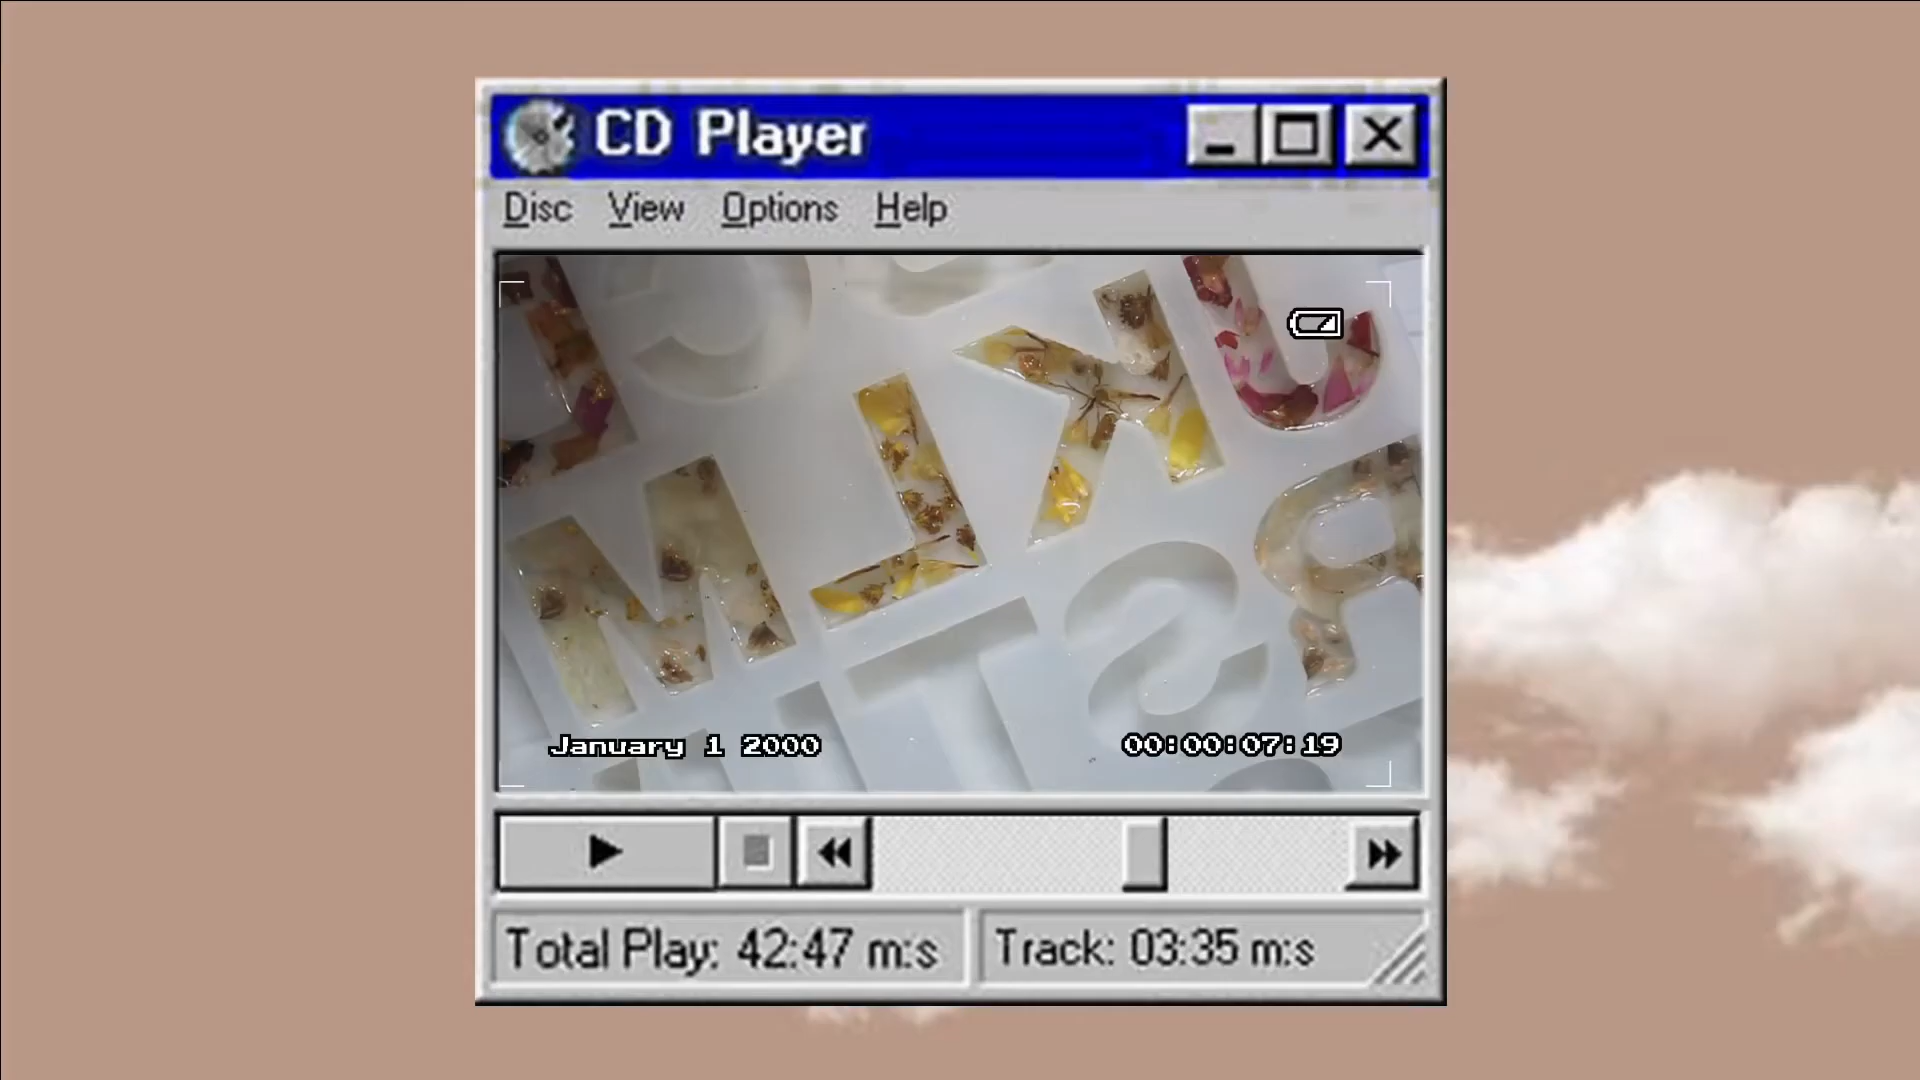 CD Player
Disc View Options Help
January 1 2000
00:00:07:19
Total Play: 42:47 m:s
Track: 03:35 m:s